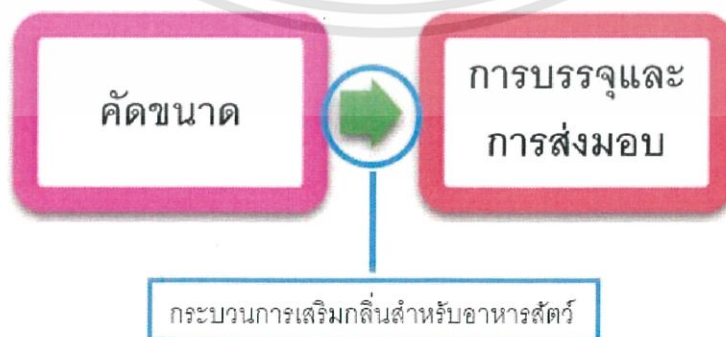 คัดขนาด
การบรรจุและ
การส่งมอบ
กระบวนการเสริมกลิ่นสำหรับอาหารสัตว์